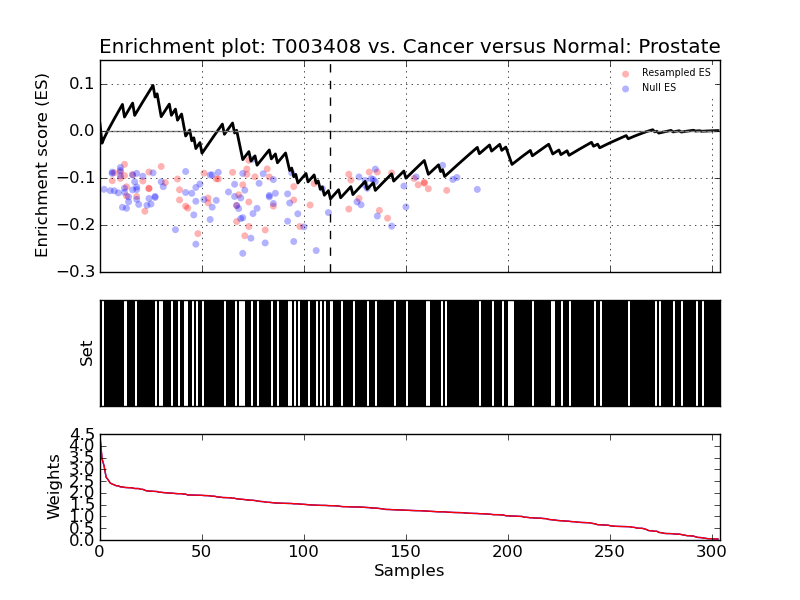 Enrichment plot: T003408 vs. Cancer versus Normal: Prostate
Enrichment score (ES)
0.1
0.0
−0.1
−0.2
−0.3
Resampled ES
Null ES
Set
Weights
4.5
4.0
3.5
3.0
2.5
2.0
1.5
1.0
0.5
0.0
0 50 100 150 200 250 300
Samples